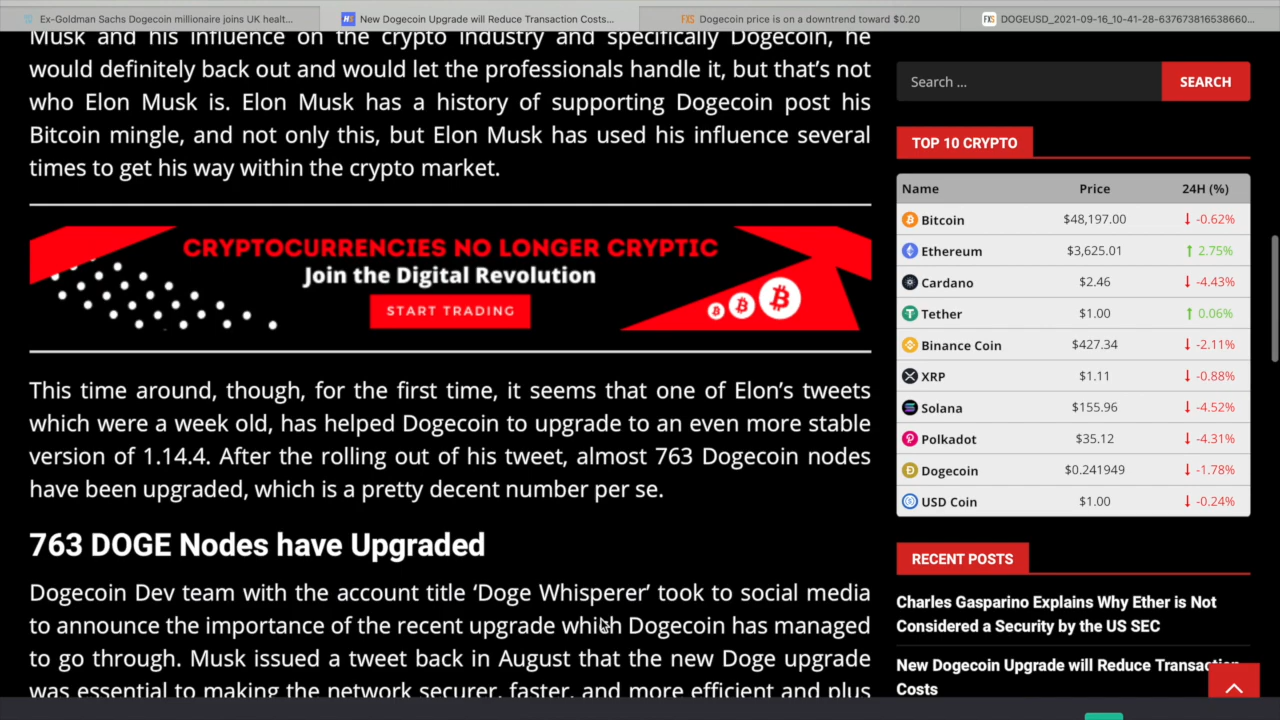 Ex-Goldman Sachs Dogecoin millionaire joins UK healt...
New Dogecoin Upgrade will Reduce Transaction Costs...
Dogecoin price is on a downtrend toward $0.20
DOGEUSD_2021-09-16_10-41-28-637673816538660...
Musk and his influence on the crypto industry and specifically Dogecoin, he
would definitely back out and would let the professionals handle it, but that's not
who Elon Musk is. Elon Musk has a history of supporting Dogecoin post his
Bitcoin mingle, and not only this, but Elon Musk has used his influence several
times to get his way within the crypto market.
CRYPTOCURRENCIES NO LONGER CRYPTIC
Join the Digital Revolution
START TRADING
This time around, though, for the first time, it seems that one of Elon's tweets
which were a week old, has helped Dogecoin to upgrade to an even more stable
version of 1.14.4. After the rolling out of his tweet, almost 763 Dogecoin nodes
have been upgraded, which is a pretty decent number per se.
763 DOGE Nodes have Upgraded
Dogecoin Dev team with the account title ‘Doge Whisperer’ took to social media
to announce the importance of the recent upgrade which Dogecoin has managed
to go through. Musk issued a tweet back in August that the new Doge upgrade
was essential to making the network securer, faster, and more efficient and plus
Search ...
SEARCH
TOP 10 CRYPTO
Name Price 24H (%)
Bitcoin $48,197.00 ↓ -0.62%
Ethereum $3,625.01 ↑ 2.75%
Cardano $2.46 ↓ -4.43%
Tether $1.00 ↑ 0.06%
Binance Coin $427.34 ↓ -2.11%
XRP $1.11 ↓ -0.88%
Solana $155.96 ↓ -4.52%
Polkadot $35.12 ↓ -4.31%
Dogecoin $0.241949 ↓ -1.78%
USD Coin $1.00 ↓ -0.24%
RECENT POSTS
Charles Gasparino Explains Why Ether is Not
Considered a Security by the US SEC
New Dogecoin Upgrade will Reduce Transaction
Costs